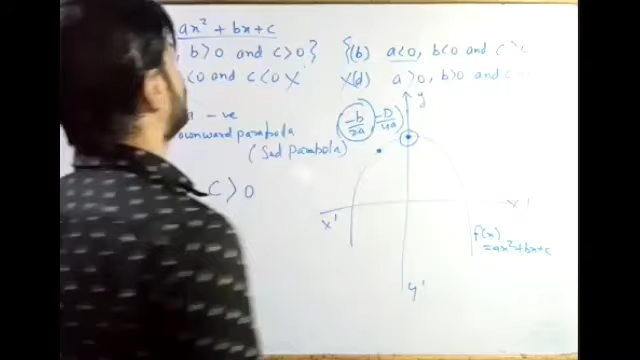 ax² + bx + c
, b>0 and c>0} {(b) a<0, b<0 and c>
<0 and c<0 X X(d) a>0, b>0 and c
-ve
ownward parabola
(Sad Parabola)
C>0
-b/2a, -D/4a
y
x'
y'
f(x)
=ax²+bx+c